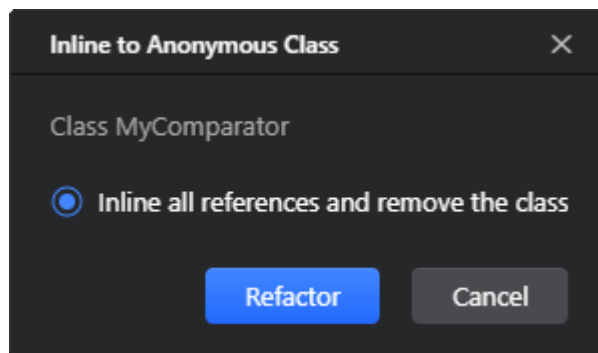 Inline to Anonymous Class
Class MyComparator
Inline all references and remove the class
Refactor
Cancel